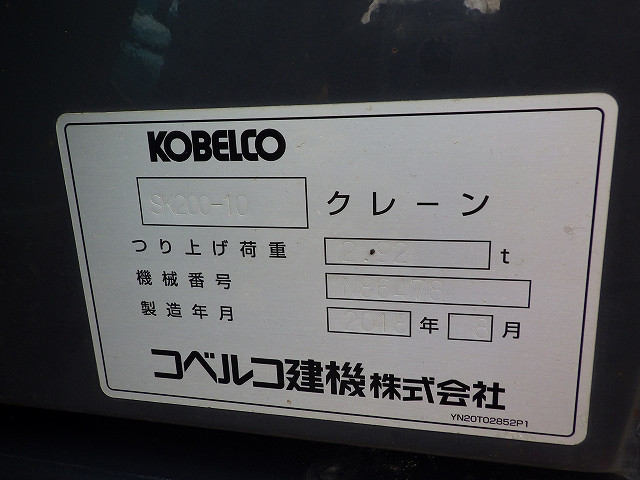 KOBELCO
SK200-10 クレーン
つり上げ荷重 t
機械番号
製造年月 年 月
コベルコ建機株式会社
YN20T02852P1